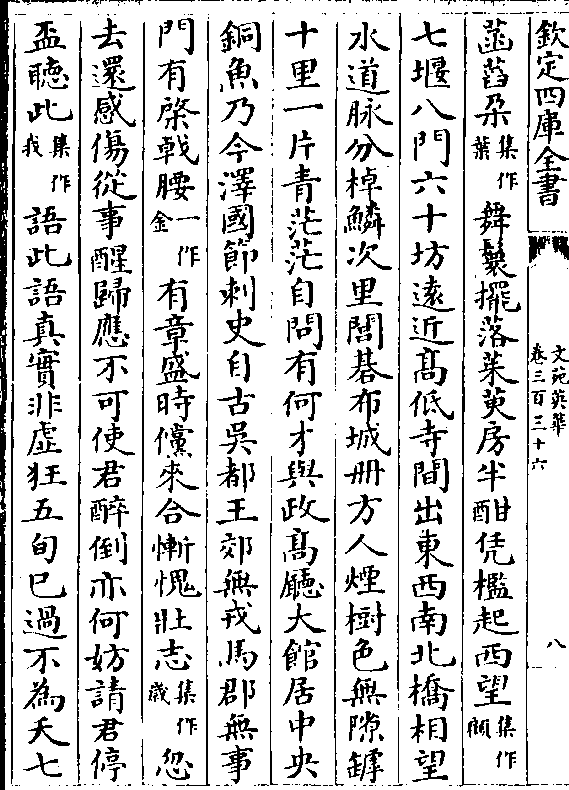 欽定四庫全書
文苑英華
卷三百三十六
八
菡萏朵集作葉舞鬟擺落茱萸房半酣凭檻起西望集作顧
七堰八門六十坊遠近高低寺間出東西南北橋相望
水道脉分棹鱗次里閭碁布城冊方人煙樹色無隙罅
十里一片青茫茫自問有何才與政高廳大館居中央
銅魚乃今澤國節刺史自古吳都王郊無戎馬郡無事
門有棨戟腰一作金有章盛時儻來合慚愧壯志集作歲忽
去還感傷從事醒歸應不可使君醉倒亦何妨請君停
盃聽此集作我語此語真實非虛狂五旬已過不為夭七